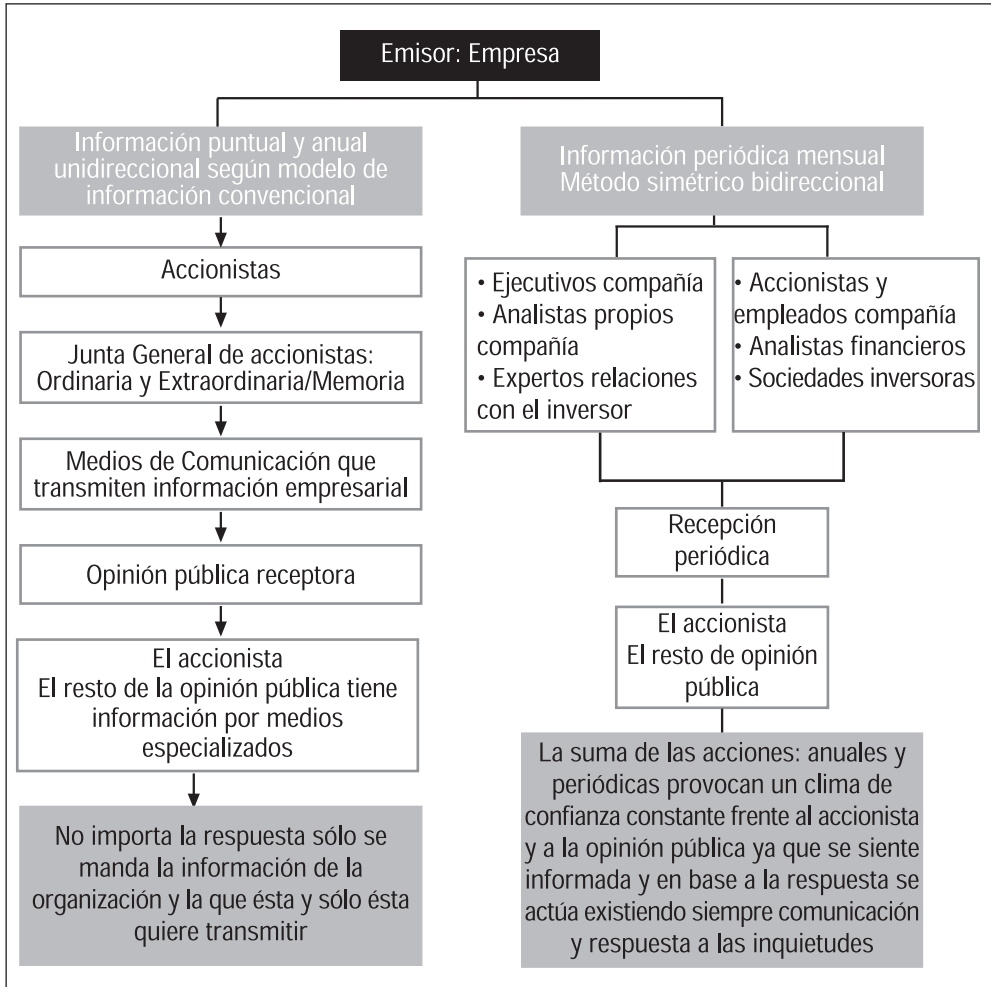 Emisor: Empresa
Información puntual y anual
unidireccional según modelo de
información convencional
Accionistas
Junta General de accionistas:
Ordinaria y Extraordinaria/Memoria
Medios de Comunicación que
transmiten información empresarial
Opinión pública receptora
El accionista
El resto de la opinión pública tiene
información por medios
especializados
No importa la respuesta sólo se
manda la información de la
organización y la que ésta y sólo ésta
quiere transmitir
Información periódica mensual
Método simétrico bidireccional
• Ejecutivos compañía
• Analistas propios
compañía
• Expertos relaciones
con el inversor
• Accionistas y
empleados compañía
• Analistas financieros
• Sociedades inversoras
Recepción
periódica
El accionista
El resto de opinión
pública
La suma de las acciones: anuales y
periódicas provocan un clima de
confianza constante frente al accionista
y a la opinión pública ya que se siente
informada y en base a la respuesta se
actúa existiendo siempre comunicación
y respuesta a las inquietudes